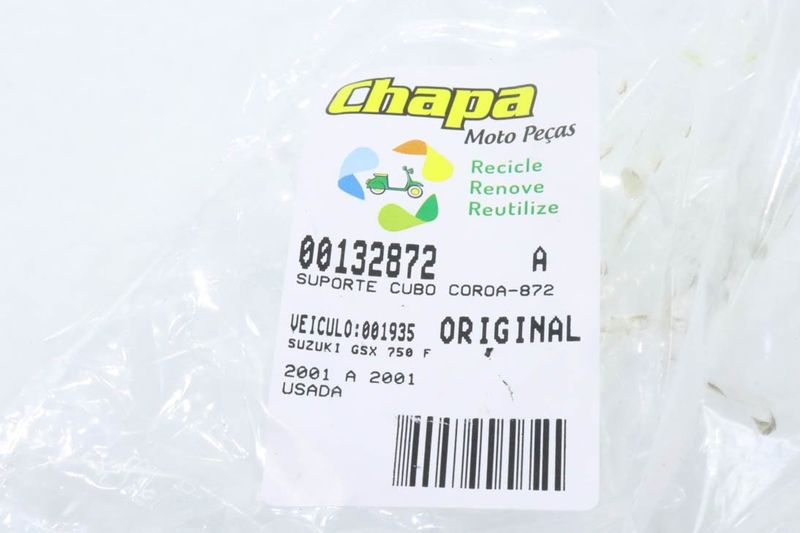 Chapa
Moto Peças
Recicle
Renove
Reutilize
00132872 A
SUPORTE CUBO COROA-872
VEICULO:001935 ORIGINAL
SUZUKI GSX 750 F
2001 A 2001
USADA